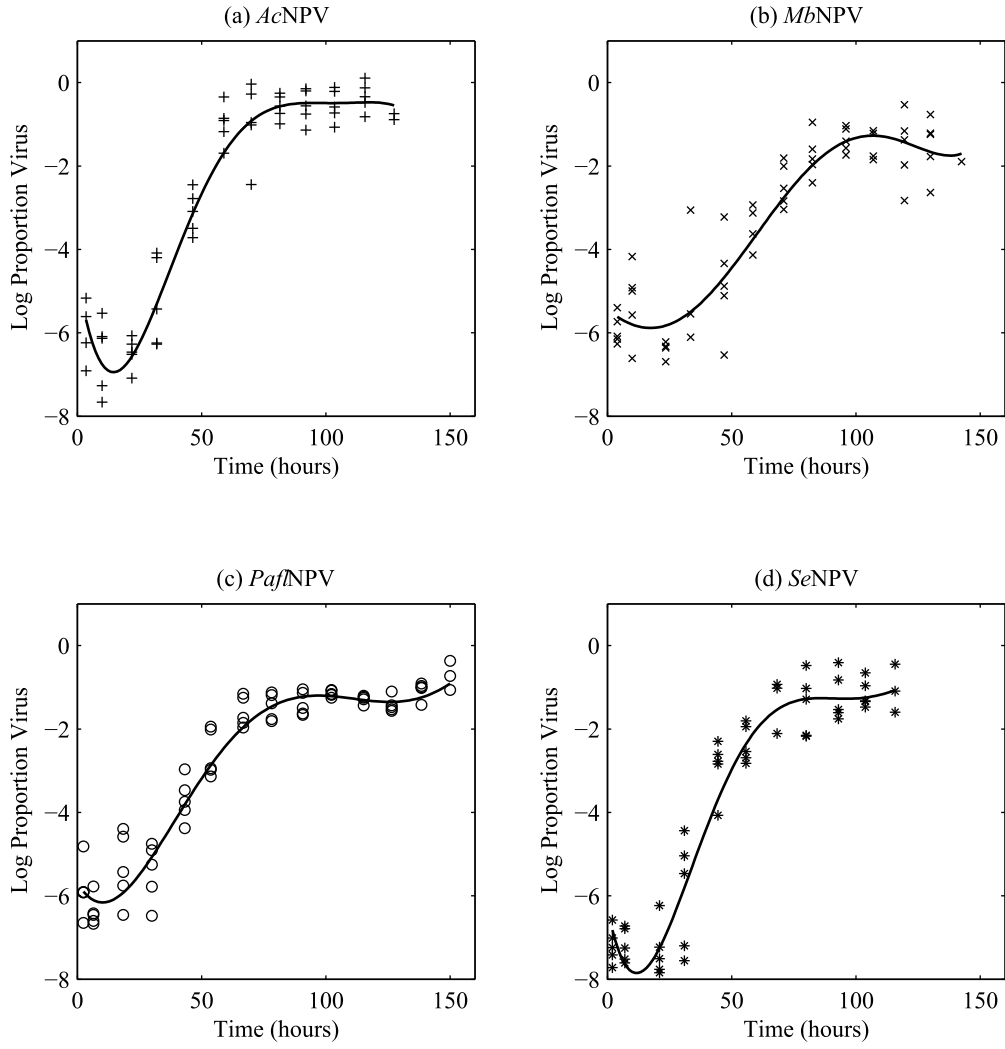 (a) AcNPV
0
−2
−4
−6
−8
Log Proportion Virus
0 50 100 150
Time (hours)
(b) MbNPV
0
−2
−4
−6
−8
Log Proportion Virus
0 50 100 150
Time (hours)
(c) PaflNPV
0
−2
−4
−6
−8
Log Proportion Virus
0 50 100 150
Time (hours)
(d) SeNPV
0
−2
−4
−6
−8
Log Proportion Virus
0 50 100 150
Time (hours)